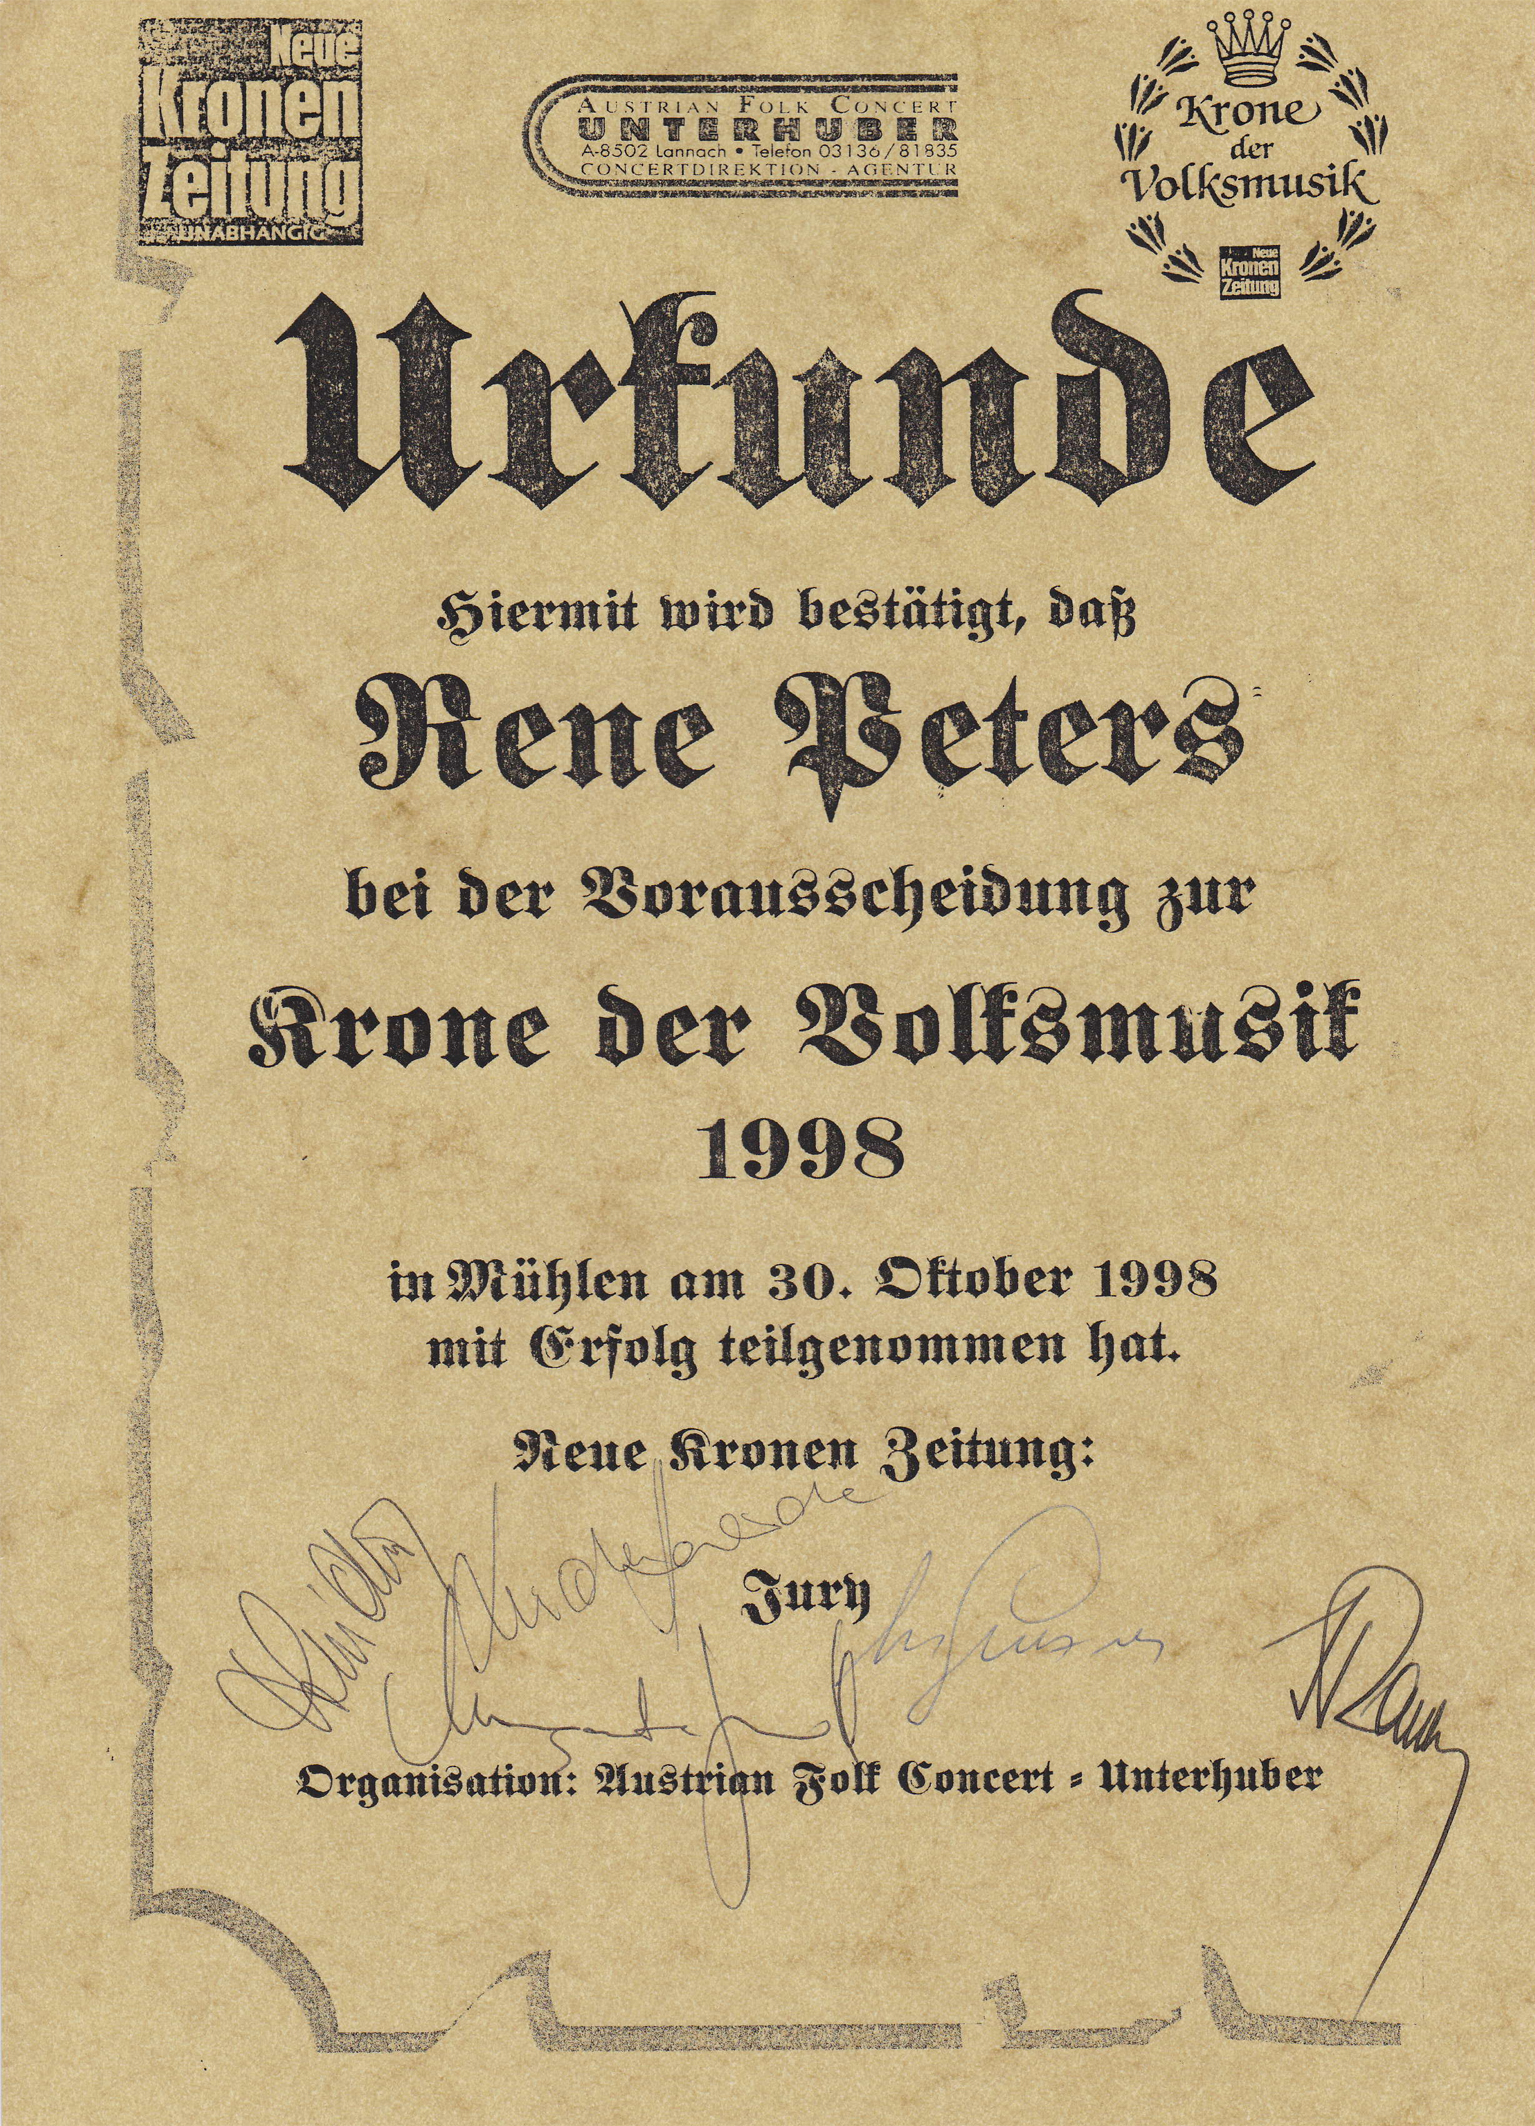 Neue
Kronen
Zeitung
UNABHÄNGIG
AUSTRIAN FOLK CONCERT
UNTERHUBER
A-8502 Lannach • Telefon 03136/81835
CONCERTDIREKTION - AGENTUR
Krone
der
Volksmusik
Neue
Kronen
Zeitung
Urkunde
Hiermit wird bestätigt, daß
Rene Peters
bei der Vorausscheidung zur
Krone der Volksmusik
1998
in Mühlen am 30. Oktober 1998
mit Erfolg teilgenommen hat.
Neue Kronen Zeitung:
Jury
Organisation: Austrian Folk Concert - Unterhuber